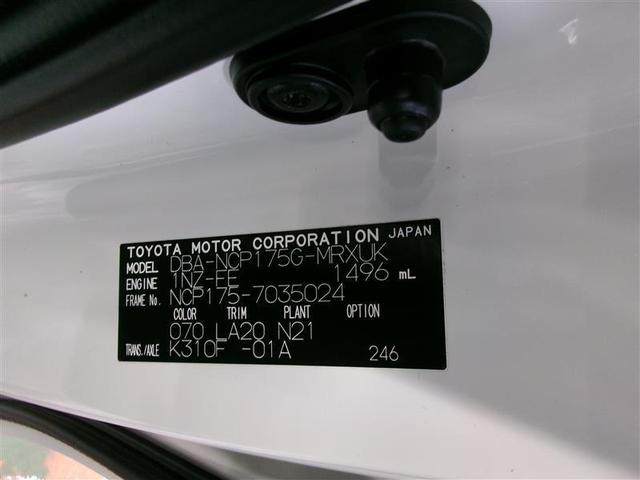 TOYOTA MOTOR CORPORATION JAPAN
MODEL DBA-NCP175G-MRXUK
ENGINE 1NZ-FE 1496 mL
FRAME No. NCP175-7035024
COLOR TRIM PLANT OPTION
070 LA20 N21
TRANS./AXLE K310F -01A 246